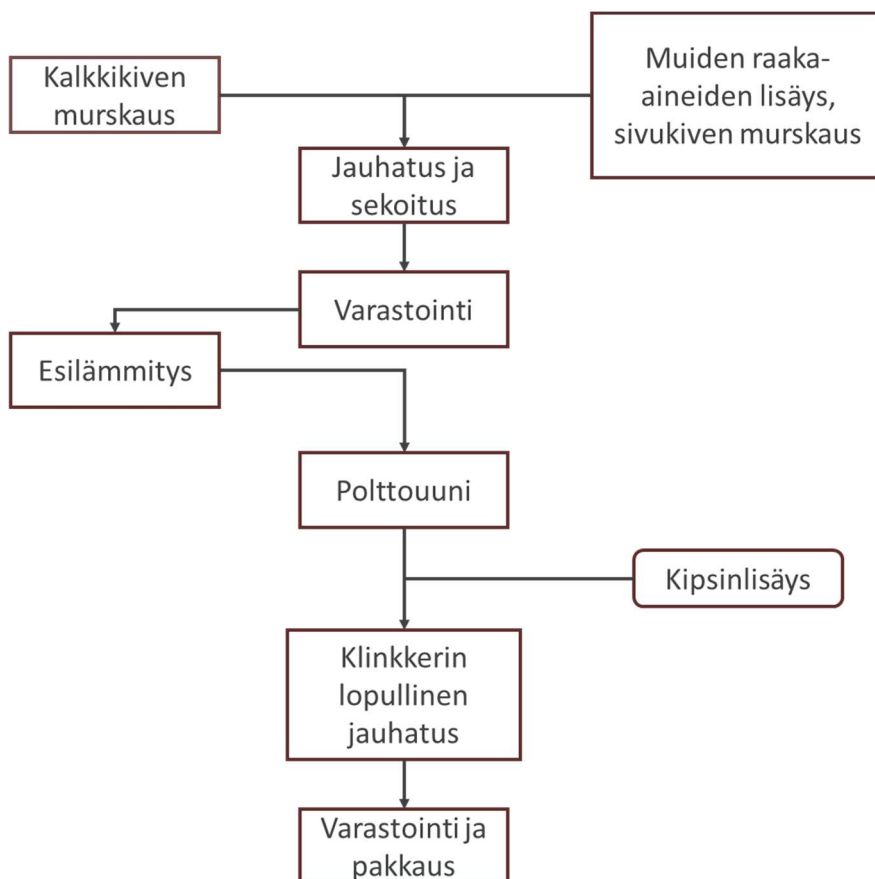 Kalkkikiven
murskaus
Muiden raaka-
aineiden lisäys,
sivukiven murskaus
Jauhatus ja
sekoitus
Varastointi
Esilämmitys
Polttouuni
Kipsinlisäys
Klinkkerin
lopullinen
jauhatus
Varastointi ja
pakkaus